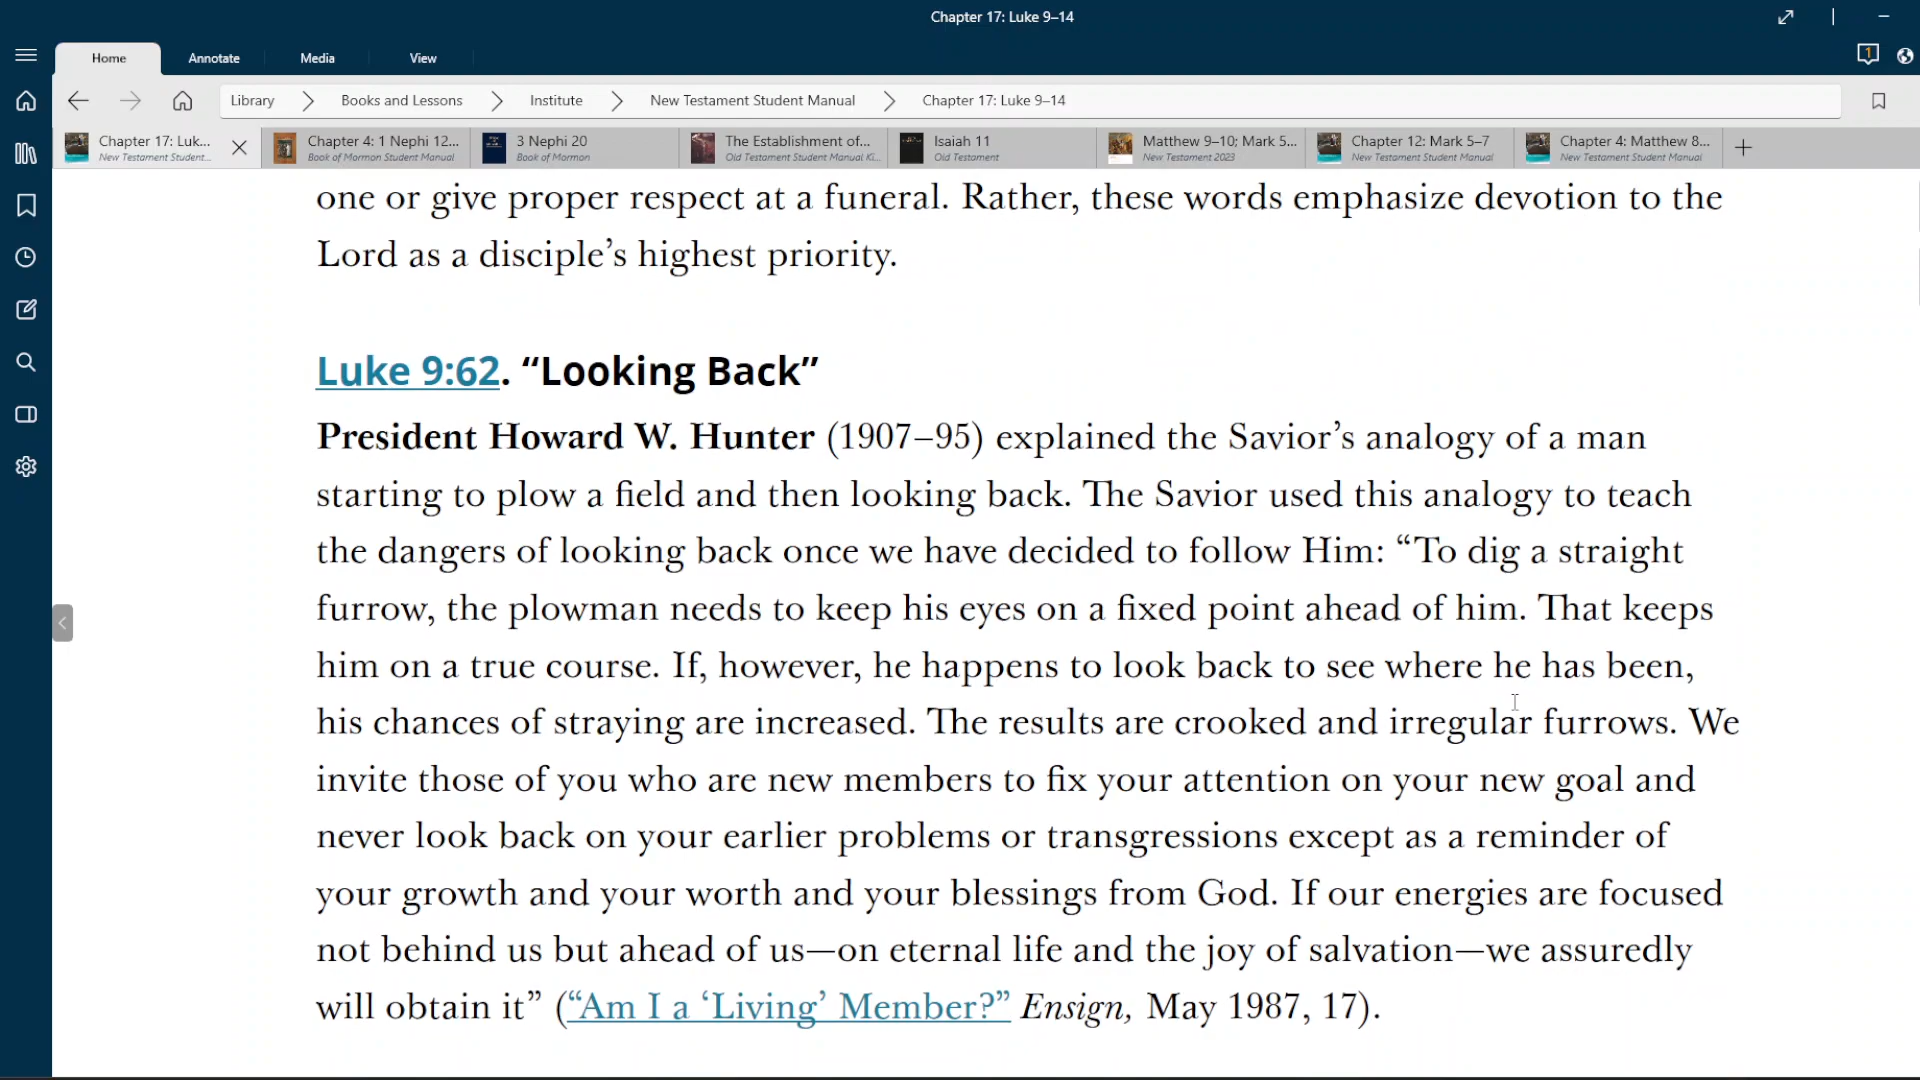 Chapter 17: Luke 9–14
Home
Annotate
Media
View
1
Library
Books and Lessons
Institute
New Testament Student Manual
Chapter 17: Luke 9–14
Chapter 17: Luk...
New Testament Student...
Chapter 4: 1 Nephi 12...
Book of Mormon Student Manual
3 Nephi 20
Book of Mormon
The Establishment of...
Old Testament Student Manual Ki...
Isaiah 11
Old Testament
Matthew 9–10; Mark 5...
New Testament 2023
Chapter 12: Mark 5–7
New Testament Student Manual
Chapter 4: Matthew 8...
New Testament Student Manual
one or give proper respect at a funeral. Rather, these words emphasize devotion to the
Lord as a disciple’s highest priority.
Luke 9:62. “Looking Back”
President Howard W. Hunter (1907–95) explained the Savior’s analogy of a man
starting to plow a field and then looking back. The Savior used this analogy to teach
the dangers of looking back once we have decided to follow Him: “To dig a straight
furrow, the plowman needs to keep his eyes on a fixed point ahead of him. That keeps
him on a true course. If, however, he happens to look back to see where he has been,
his chances of straying are increased. The results are crooked and irregular furrows. We
invite those of you who are new members to fix your attention on your new goal and
never look back on your earlier problems or transgressions except as a reminder of
your growth and your worth and your blessings from God. If our energies are focused
not behind us but ahead of us—on eternal life and the joy of salvation—we assuredly
will obtain it” (“Am I a ‘Living’ Member?” Ensign, May 1987, 17).